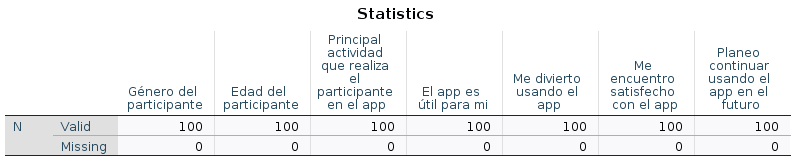 Statistics
Género del participante
Edad del participante
Principal actividad que realiza el participante en el app
El app es útil para mi
Me divierto usando el app
Me encuentro satisfecho con el app
Planeo continuar usando el app en el futuro
N Valid 100 100 100 100 100 100 100
Missing 0 0 0 0 0 0 0